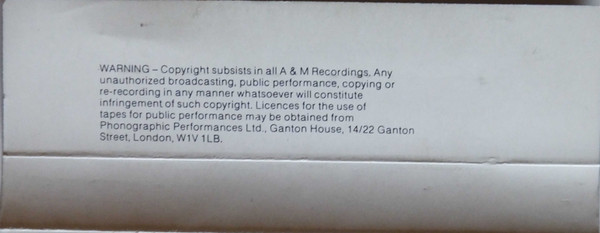 WARNING – Copyright subsists in all A & M Recordings. Any
unauthorized broadcasting, public performance, copying or
re-recording in any manner whatsoever will constitute
infringement of such copyright. Licences for the use of
tapes for public performance may be obtained from
Phonographic Performances Ltd., Ganton House, 14/22 Ganton
Street, London, W1V 1LB.